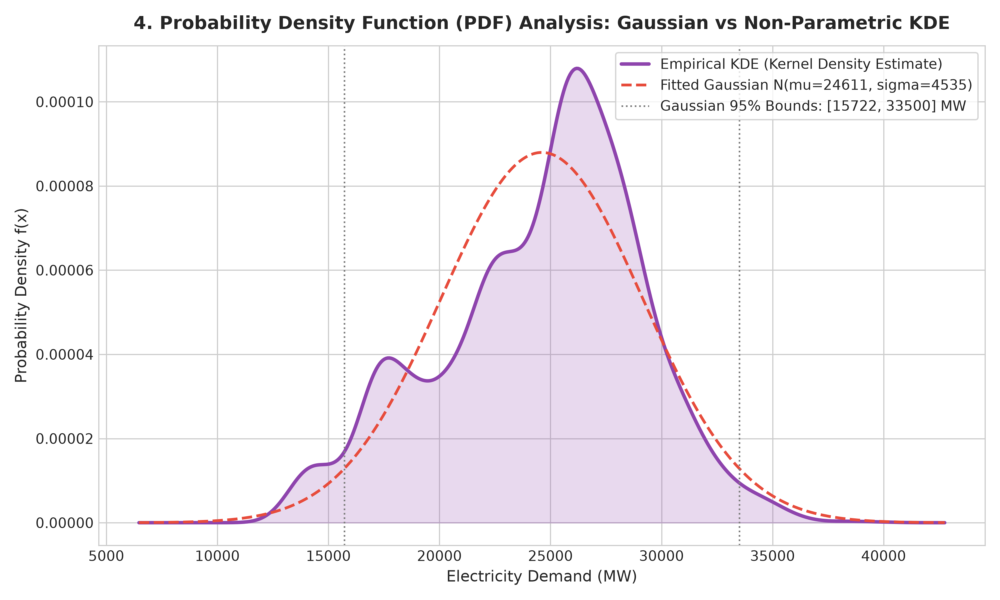 4. Probability Density Function (PDF) Analysis: Gaussian vs Non-Parametric KDE
Empirical KDE (Kernel Density Estimate)
Fitted Gaussian N(mu=24611, sigma=4535)
Gaussian 95% Bounds: [15722, 33500] MW
Probability Density f(x)
0.00010
0.00008
0.00006
0.00004
0.00002
0.00000
5000 10000 15000 20000 25000 30000 35000 40000
Electricity Demand (MW)